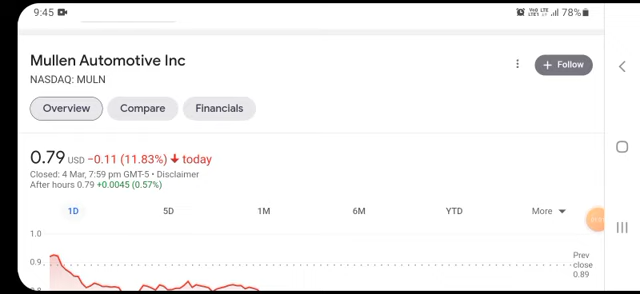 9:45 78%
Mullen Automotive Inc
+ Follow
NASDAQ: MULN
Overview Compare Financials
0.79 USD −0.11 (11.83%) ↓ today
Closed: 4 Mar, 7:59 pm GMT-5 • Disclaimer
After hours 0.79 +0.0045 (0.57%)
1D 5D 1M 6M YTD More
1.0
0.9
Prev
close
0.89